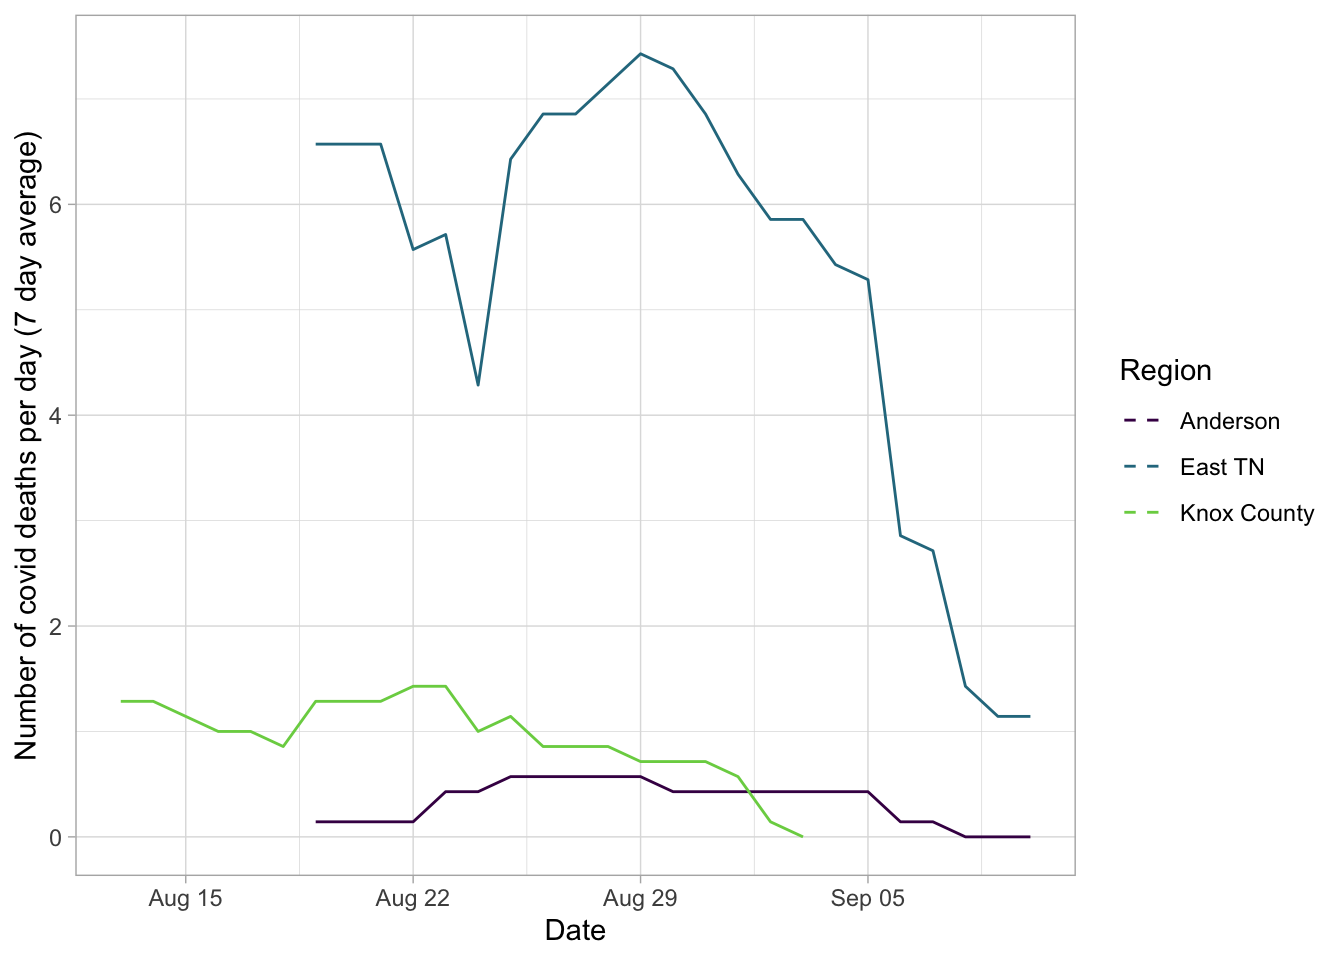 Number of covid deaths per day (7 day average)
6
4
2
0
Aug 15
Aug 22
Aug 29
Sep 05
Date
Region
Anderson
East TN
Knox County